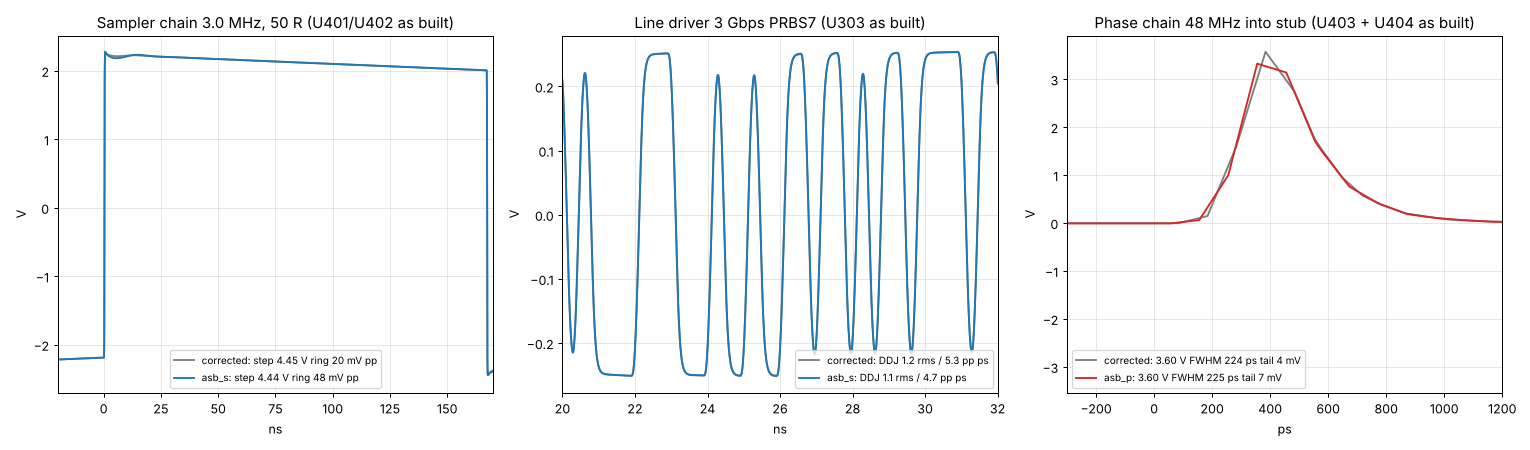 Sampler chain 3.0 MHz, 50 R (U401/U402 as built)
V
2
1
0
−1
−2
corrected: step 4.45 V ring 20 mV pp
asb_s: step 4.44 V ring 48 mV pp
0
25
50
75
100
125
150
ns
Line driver 3 Gbps PRBS7 (U303 as built)
V
0.2
0.1
0.0
−0.1
−0.2
corrected: DDJ 1.2 rms / 5.3 pp ps
asb_s: DDJ 1.1 rms / 4.7 pp ps
20
22
24
26
28
30
32
ns
Phase chain 48 MHz into stub (U403 + U404 as built)
V
3
2
1
0
−1
−2
−3
corrected: 3.60 V FWHM 224 ps tail 4 mV
asb_p: 3.60 V FWHM 225 ps tail 7 mV
−200
0
200
400
600
800
1000
1200
ps